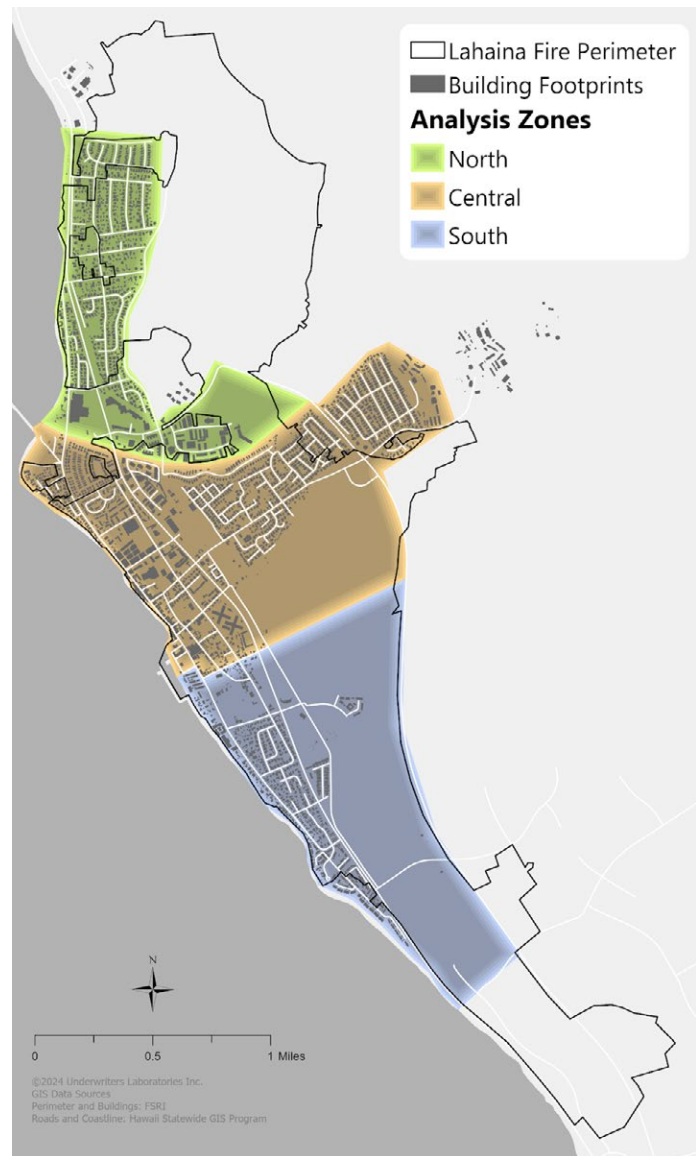 Lahaina Fire Perimeter
Building Footprints
Analysis Zones
North
Central
South
N
0 0.5 1 Miles
©2024 Underwriters Laboratories Inc.
GIS Data Sources
Perimeter and Buildings: FSRI
Roads and Coastline: Hawaii Statewide GIS Program